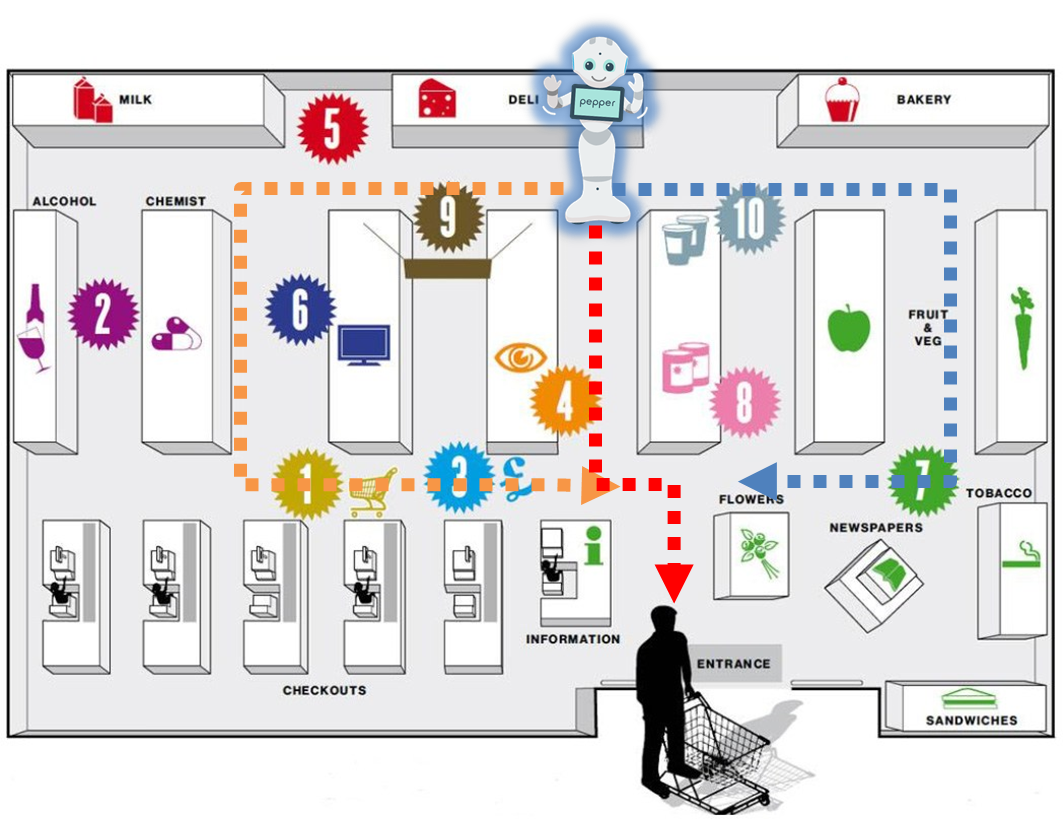 MILK
DELI
pepper
BAKERY
5
ALCOHOL
CHEMIST
9
10
2
6
FRUIT
&
VEG
4
8
1
3
£
7
FLOWERS
TOBACCO
NEWSPAPERS
i
INFORMATION
ENTRANCE
CHECKOUTS
SANDWICHES